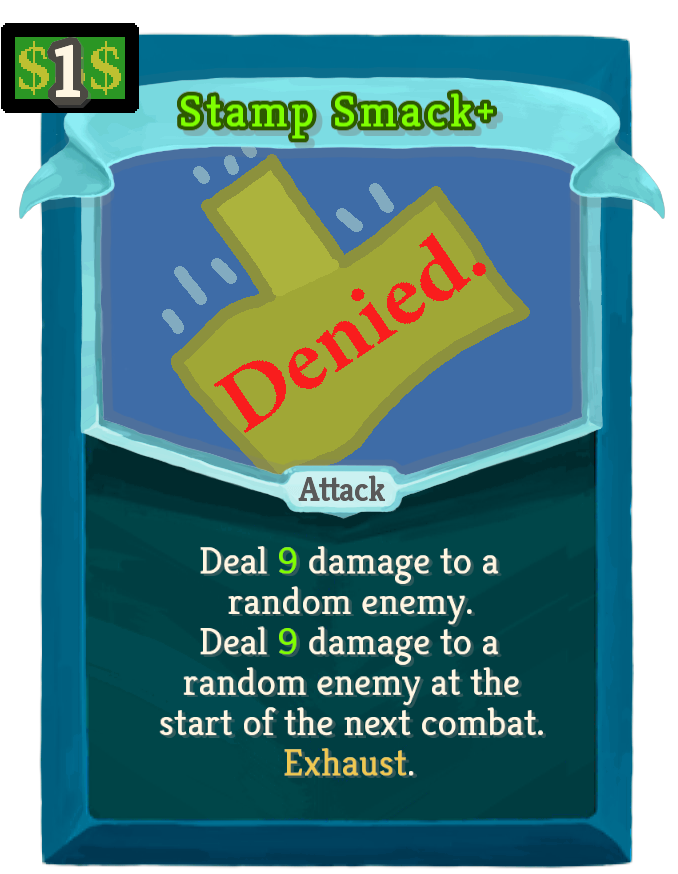 $1$
Stamp Smack+
Denied.
Attack
Deal 9 damage to a
random enemy.
Deal 9 damage to a
random enemy at the
start of the next combat.
Exhaust.